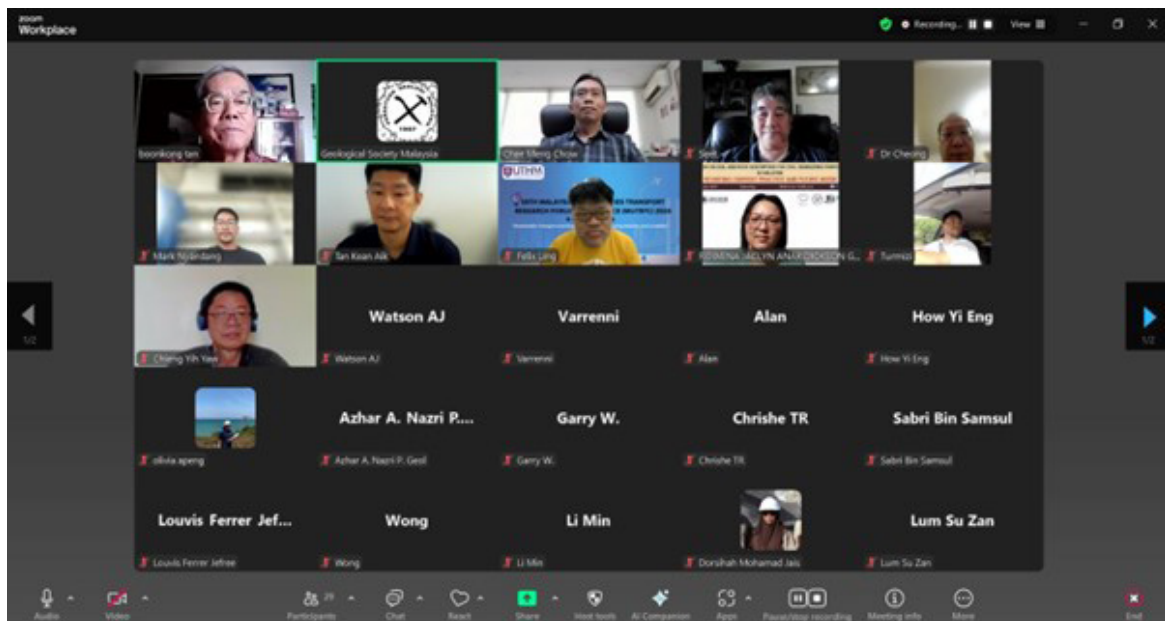 zoom
Workplace
Recording...
View
boonkong tan
Geological Society Malaysia
Chee Meng Chow
Dr Cheong
Tan Kean Aik
UTHM
Felix Ling
Chiang Yih Yaw
Watson AJ
Watson AJ
Varrenni
Varrenni
Alan
Alan
How Yi Eng
How Yi Eng
1/2
1/2
olivia apeng
Azhar A. Nazri P....
Azhar A. Nazri P. Geol
Garry W.
Garry W.
Chrishe TR
Chrishe TR
Sabri Bin Samsul
Sabri Bin Samsul
Louvis Ferrer Jef...
Louvis Ferrer Jefree
Wong
Wong
Li Min
Li Min
Dorsihah Mohamad Jais
Lum Su Zan
Lum Su Zan
Audio
Video
29
Participants
Chat
React
Share
Host tools
AI Companion
Apps
Pause/stop recording
Meeting info
More
End